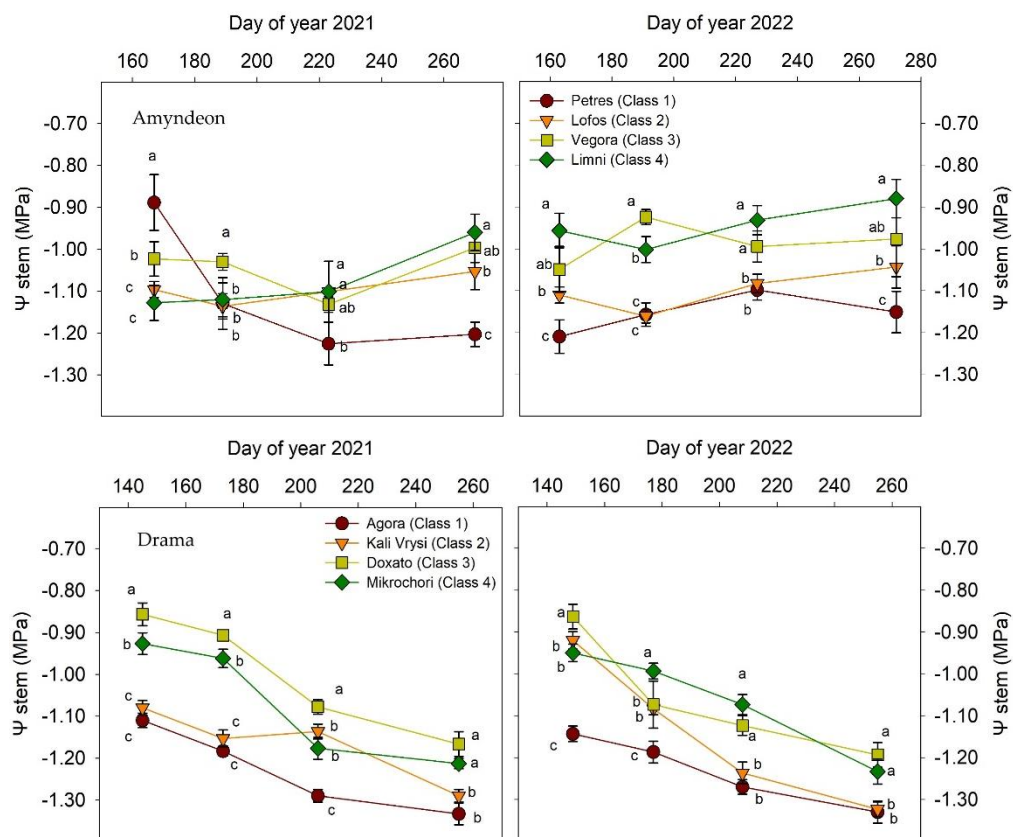 Day of year 2021
160 180 200 220 240 260
Day of year 2022
160 180 200 220 240 260 280
Ψ stem (MPa)
-0.70
-0.80
-0.90
-1.00
-1.10
-1.20
-1.30
Amyndeon
a
b
c
c
a
b
b
b
a
ab
b
a
ab
b
c
Petres (Class 1)
Lofos (Class 2)
Vegora (Class 3)
Limni (Class 4)
a
ab
b
c
a
b
c
c
a
a
b
b
a
ab
b
c
-0.70
-0.80
-0.90
-1.00
-1.10
-1.20
-1.30
Ψ stem (MPa)
Day of year 2021
140 160 180 200 220 240 260
Day of year 2022
140 160 180 200 220 240 260
Ψ stem (MPa)
-0.70
-0.80
-0.90
-1.00
-1.10
-1.20
-1.30
Drama
Agora (Class 1)
Kali Vrysi (Class 2)
Doxato (Class 3)
Mikrochori (Class 4)
a
b
c
c
a
b
c
c
a
b
b
c
a
a
b
b
a
b
b
c
a
b
b
c
a
a
b
b
a
a
b
b
-0.70
-0.80
-0.90
-1.00
-1.10
-1.20
-1.30
Ψ stem (MPa)